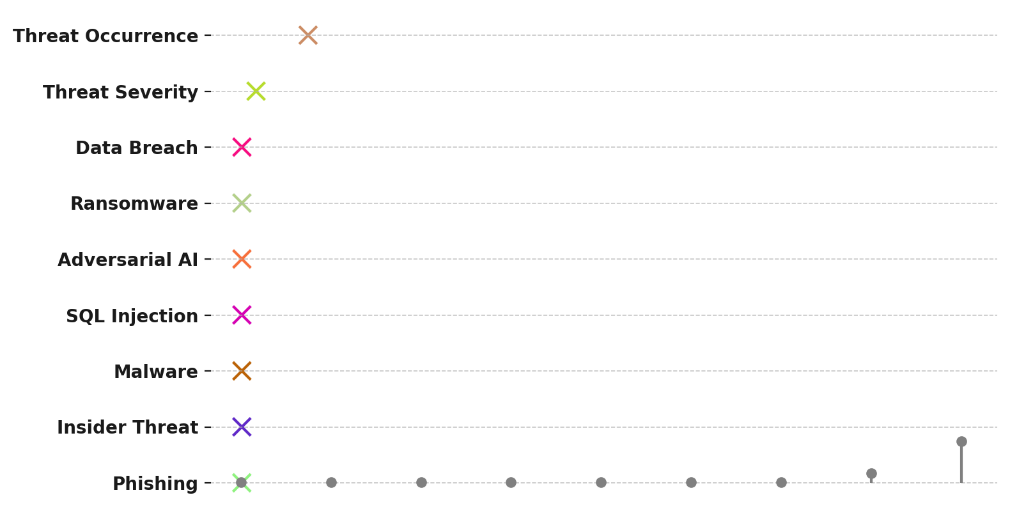 Threat Occurrence
Threat Severity
Data Breach
Ransomware
Adversarial AI
SQL Injection
Malware
Insider Threat
Phishing